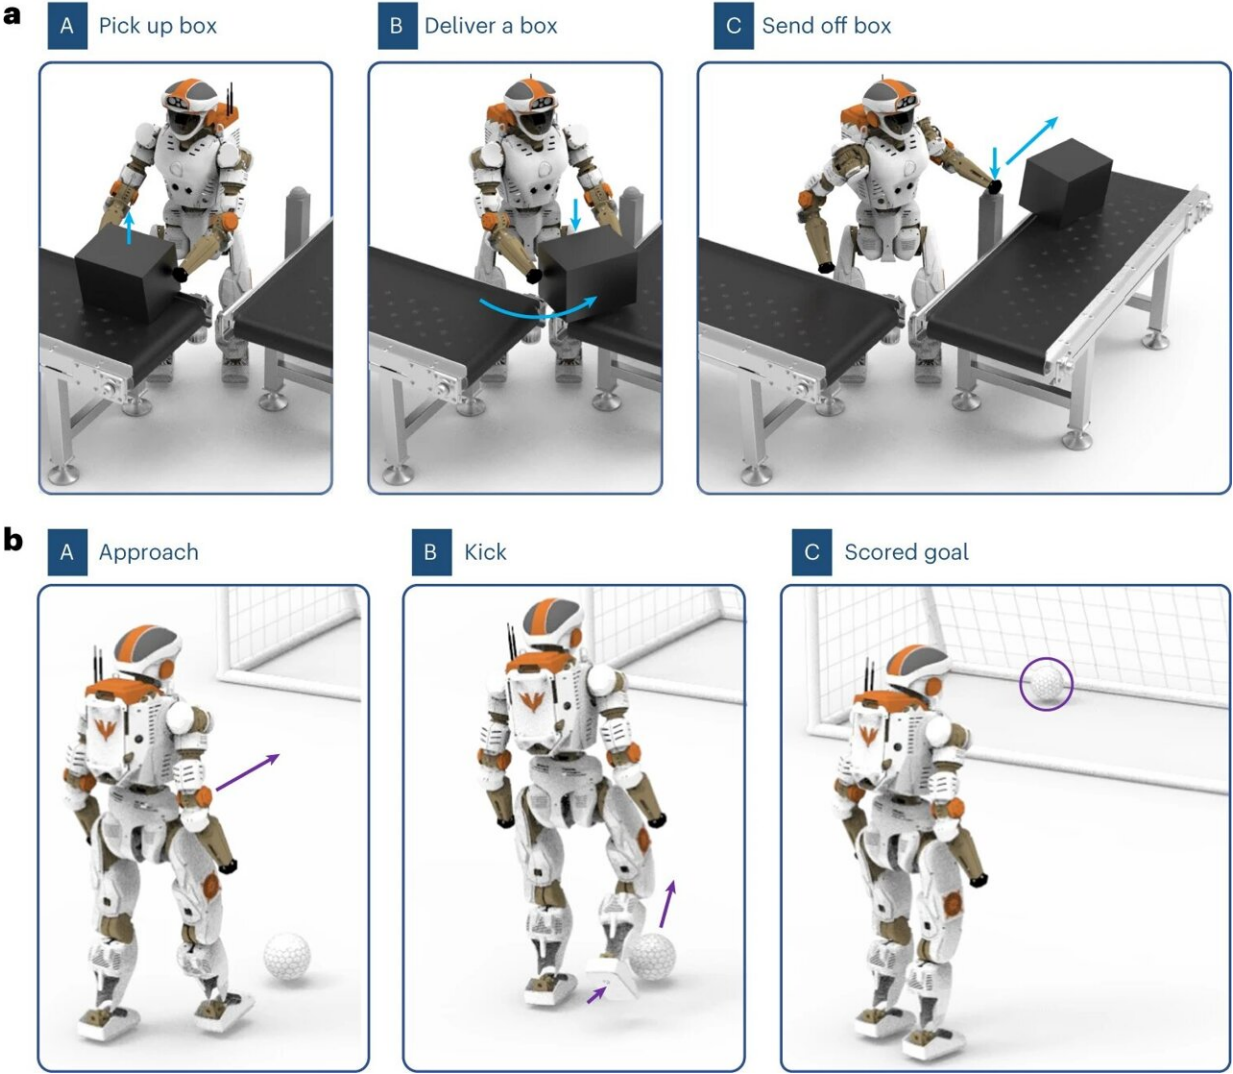 a
A Pick up box
B Deliver a box
C Send off box
b
A Approach
B Kick
C Scored goal